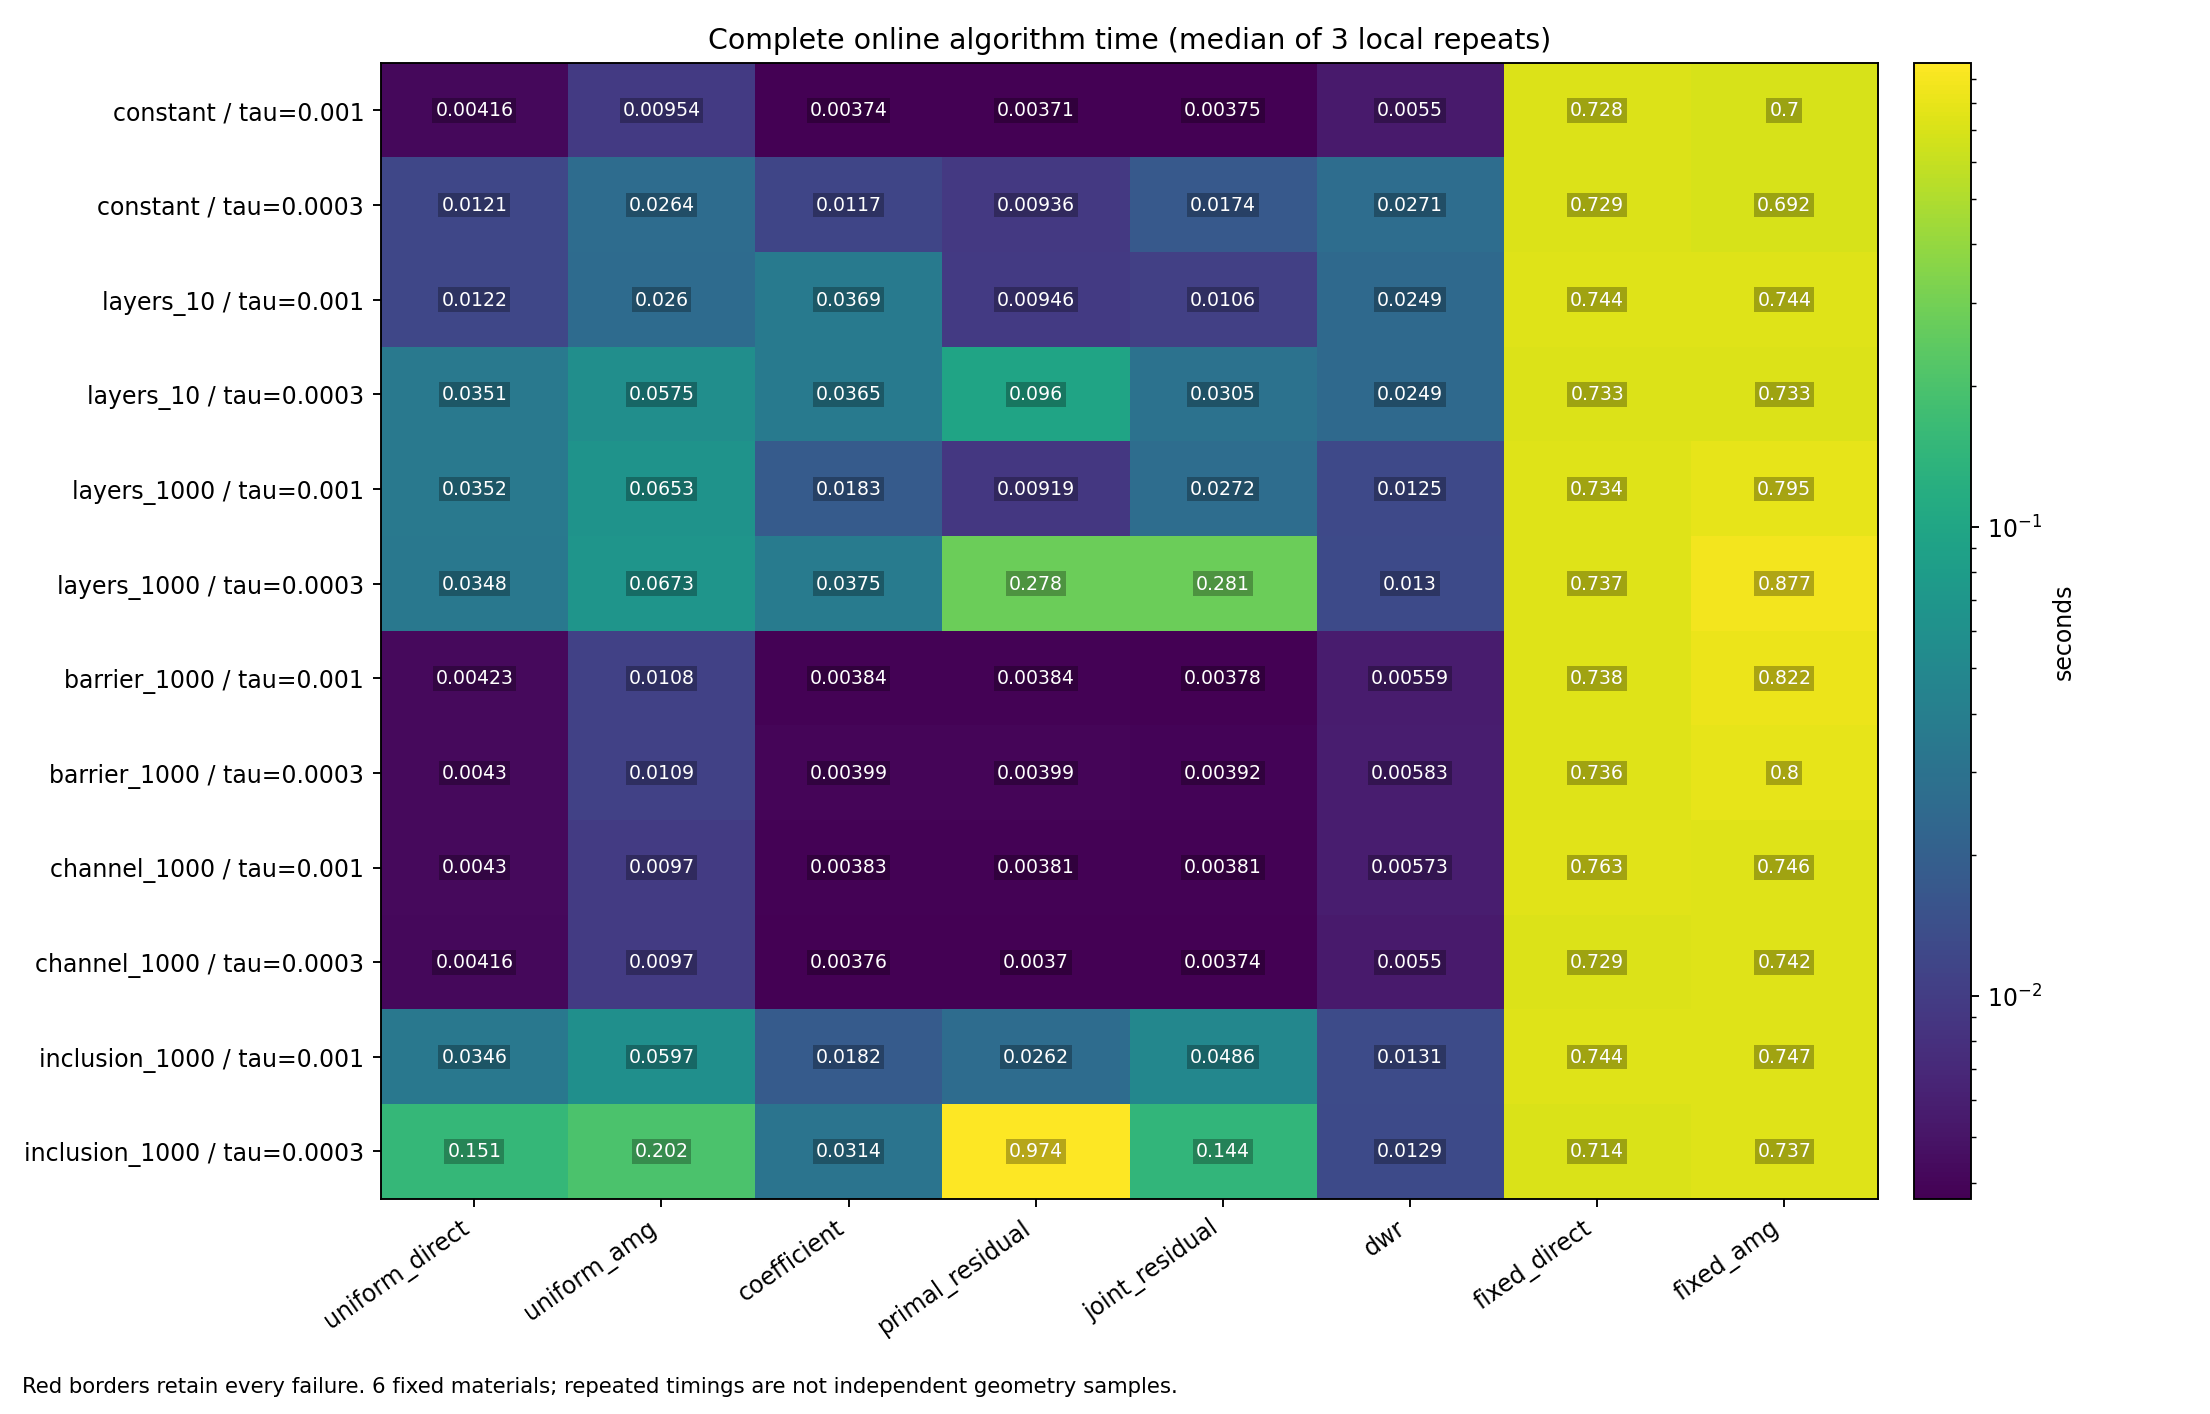 Complete online algorithm time (median of 3 local repeats)
constant / tau=0.001 0.00416 0.00954 0.00374 0.00371 0.00375 0.0055 0.728 0.7
constant / tau=0.0003 0.0121 0.0264 0.0117 0.00936 0.0174 0.0271 0.729 0.692
layers_10 / tau=0.001 0.0122 0.026 0.0369 0.00946 0.0106 0.0249 0.744 0.744
layers_10 / tau=0.0003 0.0351 0.0575 0.0365 0.096 0.0305 0.0249 0.733 0.733
layers_1000 / tau=0.001 0.0352 0.0653 0.0183 0.00919 0.0272 0.0125 0.734 0.795
10⁻¹
layers_1000 / tau=0.0003 0.0348 0.0673 0.0375 0.278 0.281 0.013 0.737 0.877
seconds
barrier_1000 / tau=0.001 0.00423 0.0108 0.00384 0.00384 0.00378 0.00559 0.738 0.822
barrier_1000 / tau=0.0003 0.0043 0.0109 0.00399 0.00399 0.00392 0.00583 0.736 0.8
channel_1000 / tau=0.001 0.0043 0.0097 0.00383 0.00381 0.00381 0.00573 0.763 0.746
channel_1000 / tau=0.0003 0.00416 0.0097 0.00376 0.0037 0.00374 0.0055 0.729 0.742
10⁻²
inclusion_1000 / tau=0.001 0.0346 0.0597 0.0182 0.0262 0.0486 0.0131 0.744 0.747
inclusion_1000 / tau=0.0003 0.151 0.202 0.0314 0.974 0.144 0.0129 0.714 0.737
uniform_direct uniform_amg coefficient primal_residual joint_residual dwr fixed_direct fixed_amg
Red borders retain every failure. 6 fixed materials; repeated timings are not independent geometry samples.